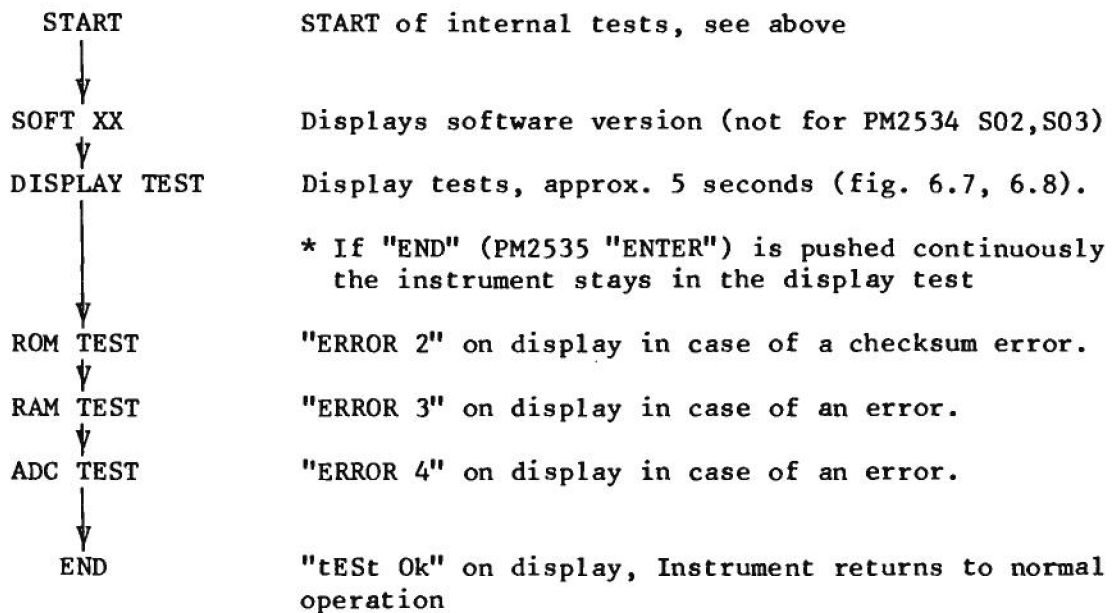 START START of internal tests, see above
SOFT XX Displays software version (not for PM2534 S02,S03)
DISPLAY TEST Display tests, approx. 5 seconds (fig. 6.7, 6.8).
* If "END" (PM2535 "ENTER") is pushed continuously
the instrument stays in the display test
ROM TEST "ERROR 2" on display in case of a checksum error.
RAM TEST "ERROR 3" on display in case of an error.
ADC TEST "ERROR 4" on display in case of an error.
END "tESt Ok" on display, Instrument returns to normal
operation